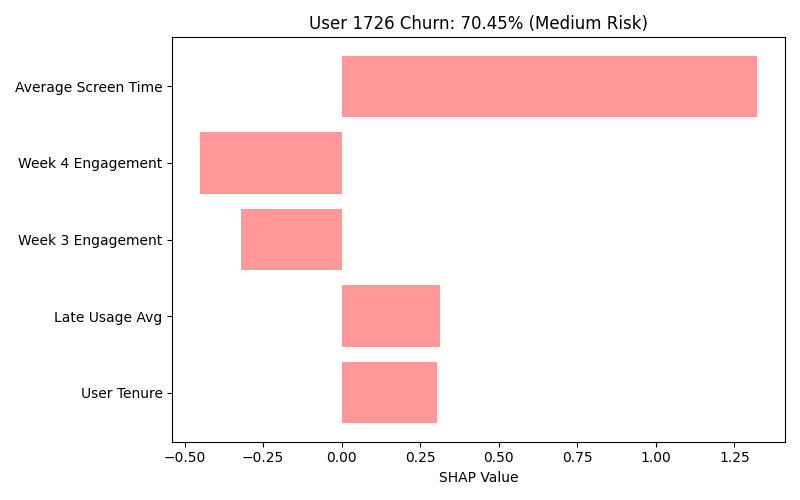 User 1726 Churn: 70.45% (Medium Risk)
Average Screen Time
Week 4 Engagement
Week 3 Engagement
Late Usage Avg
User Tenure
−0.50 −0.25 0.00 0.25 0.50 0.75 1.00 1.25
SHAP Value